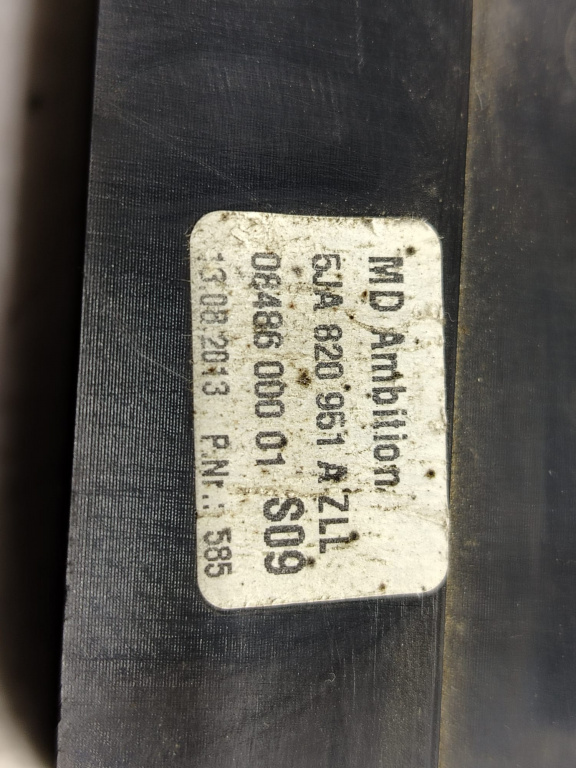 MD Ambition
5JA 820 951 A ZLL
06486 000 01 S09
13.08.2013 P.Nr.: 585